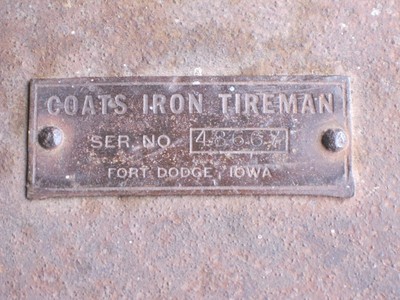 COATS IRON TIREMAN
SER. NO.
FORT DODGE, IOWA